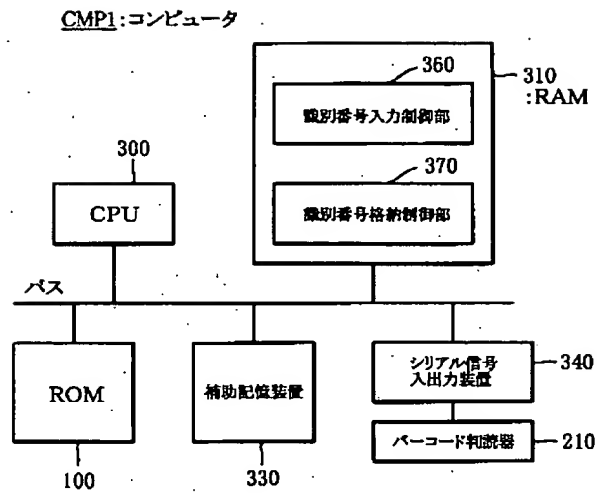 CMP1:コンピュータ
360
310
:RAM
識別番号入力制御部
300
370
CPU
識別番号格納制御部
バス
ROM
補助記憶装置
シリアル信号
入出力装置
340
バーコード判読器
210
100
330